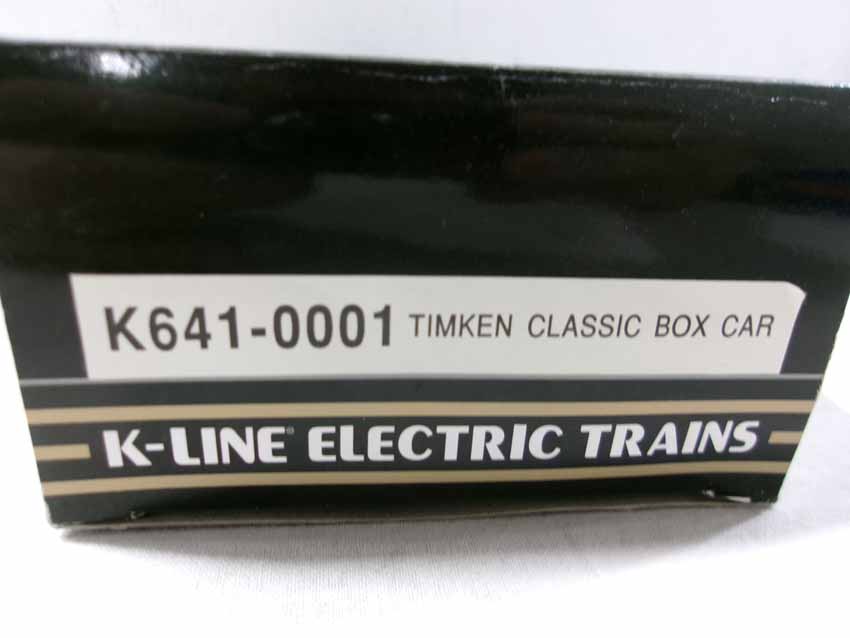 K641-0001 TIMKEN CLASSIC BOX CAR
K-LINE® ELECTRIC TRAINS